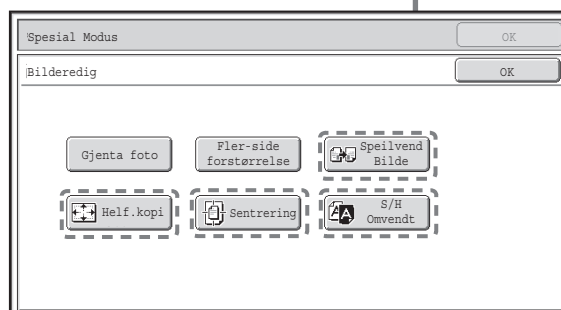 Spesial Modus
OK
Bilderedig
OK
Gjenta foto
Fler-side
forstørrelse
Speilvend
Bilde
Helf.kopi
Sentrering
S/H
Omvendt